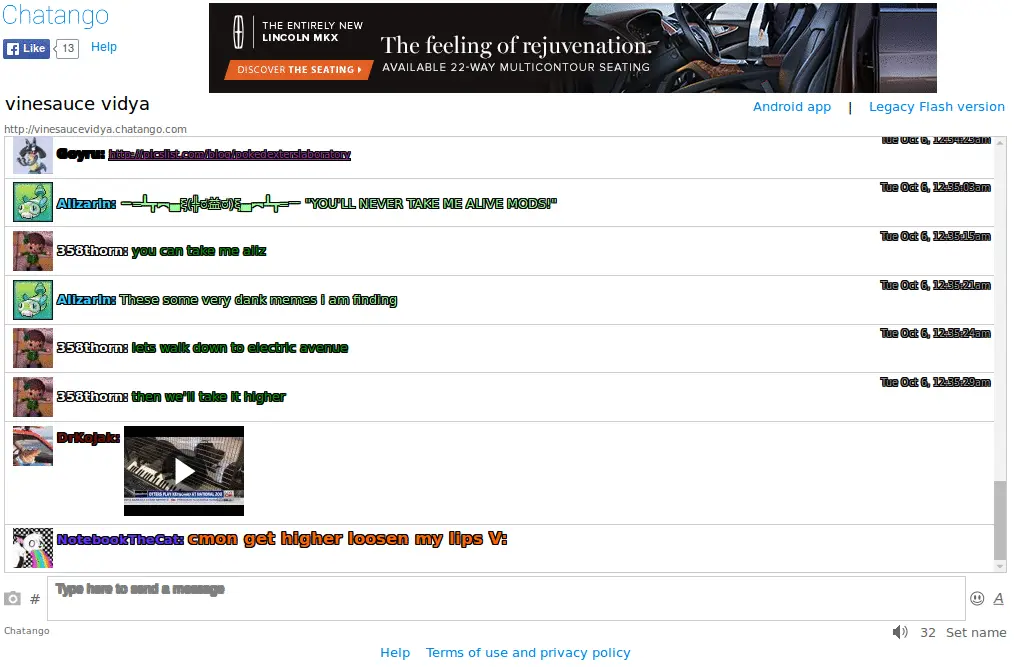 Chatango
Like 13 Help
LINCOLN
THE ENTIRELY NEW
LINCOLN MKX
DISCOVER THE SEATING
The feeling of rejuvenation.
AVAILABLE 22-WAY MULTICONTOUR SEATING
vinesauce vidya
Android app | Legacy Flash version
http://vinesaucevidya.chatango.com
Goyru: http://picslist.com/bloo/pokedexterslaboratory Tue Oct 6, 12:34:23am
Alizarin: "YOU'LL NEVER TAKE ME ALIVE MODS!" Tue Oct 6, 12:35:03am
358thorn: you can take me aliz Tue Oct 6, 12:35:15am
Alizarin: These some very dank memes I am finding Tue Oct 6, 12:35:21am
358thorn: lets walk down to electric avenue Tue Oct 6, 12:35:24am
358thorn: then we'll take it higher Tue Oct 6, 12:35:29am
DrKojak:
OTTERS PLAY KEYBOARD AT NATIONAL ZOO
NotebookTheCat: cmon get higher loosen my lips V:
# Type here to send a message A
Chatango 32 Set name
Help Terms of use and privacy policy